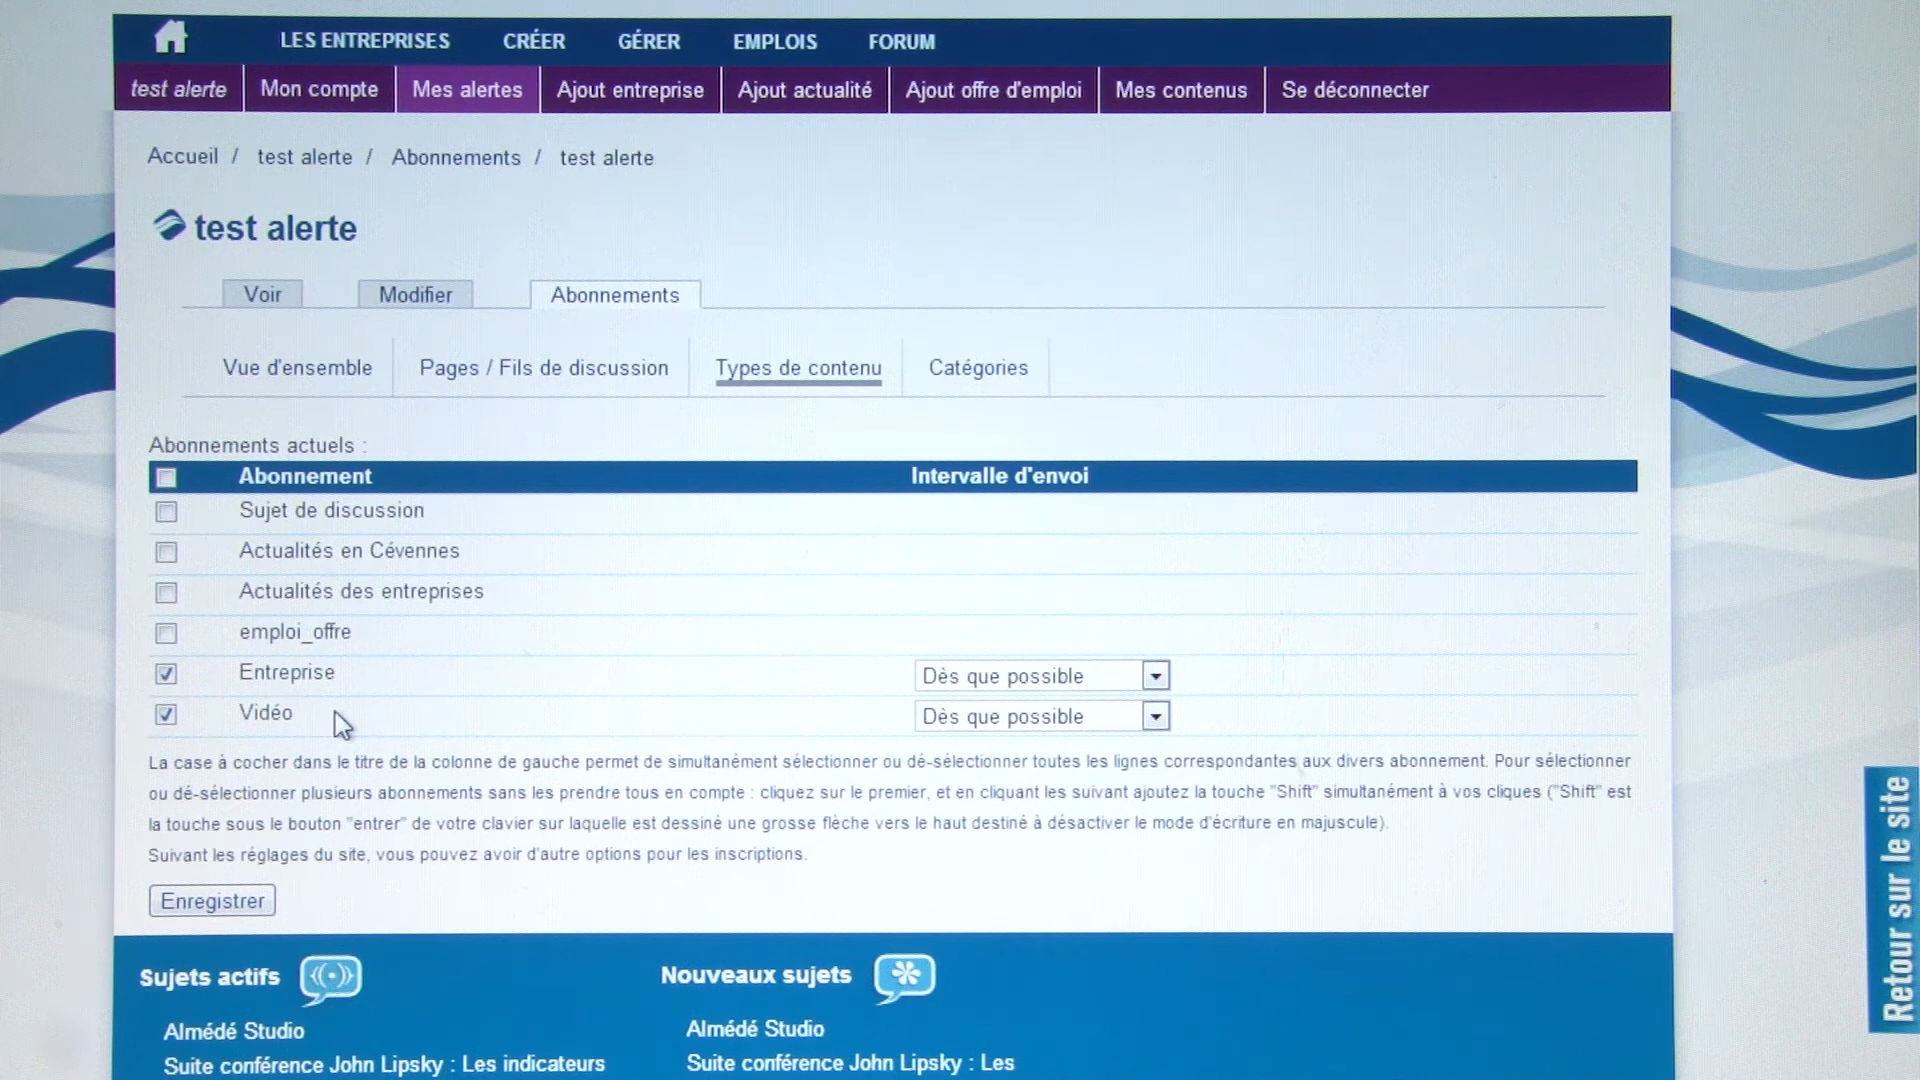 LES ENTREPRISES CRÉER GÉRER EMPLOIS FORUM
test alerte Mon compte Mes alertes Ajout entreprise Ajout actualité Ajout offre d'emploi Mes contenus Se déconnecter
Accueil / test alerte / Abonnements / test alerte
test alerte
Voir Modifier Abonnements
Vue d'ensemble Pages / Fils de discussion Types de contenu Catégories
Abonnements actuels :
Abonnement Intervalle d'envoi
Sujet de discussion
Actualités en Cévennes
Actualités des entreprises
emploi_offre
Entreprise Dès que possible
Vidéo Dès que possible
La case à cocher dans le titre de la colonne de gauche permet de simultanément sélectionner ou dé-sélectionner toutes les lignes correspondantes aux divers abonnement. Pour sélectionner
ou dé-sélectionner plusieurs abonnements sans les prendre tous en compte : cliquez sur le premier, et en cliquant les suivant ajoutez la touche "Shift" simultanément à vos cliques ("Shift" est
la touche sous le bouton "entrer" de votre clavier sur laquelle est dessiné une grosse flèche vers le haut destiné à désactiver le mode d'écriture en majuscule).
Suivant les réglages du site, vous pouvez avoir d'autre options pour les inscriptions.
Enregistrer
Retour sur le site
Sujets actifs
Almédé Studio
Suite conférence John Lipsky : Les indicateurs
Nouveaux sujets
Almédé Studio
Suite conférence John Lipsky : Les